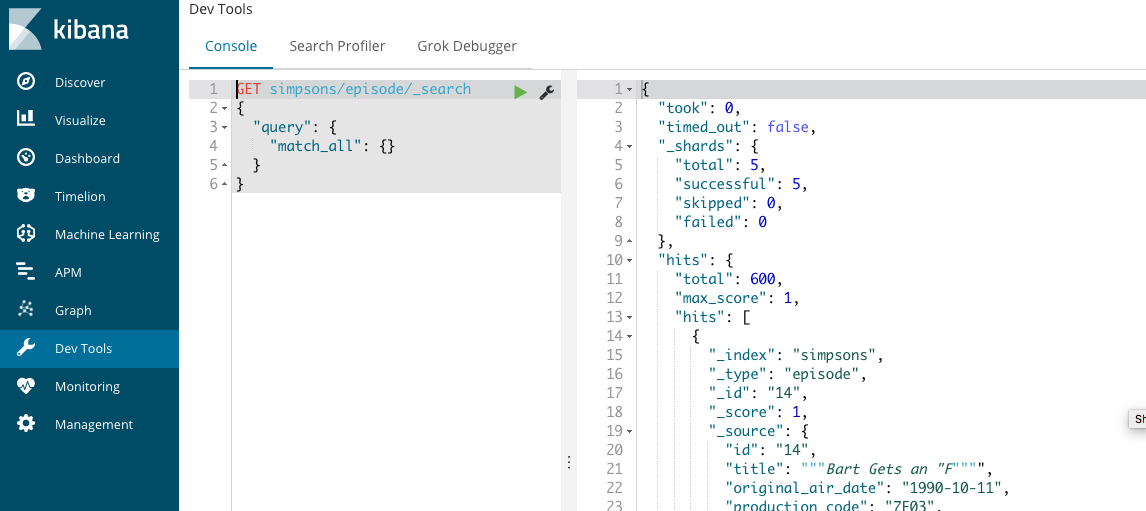 kibana
Discover
Visualize
Dashboard
Timelion
Machine Learning
APM
Graph
Dev Tools
Monitoring
Management
Dev Tools
Console Search Profiler Grok Debugger
1 GET simpsons/episode/_search
2 {
3 "query": {
4 "match_all": {}
5 }
6 }
1 {
2 "took": 0,
3 "timed_out": false,
4 "_shards": {
5 "total": 5,
6 "successful": 5,
7 "skipped": 0,
8 "failed": 0
9 },
10 "hits": {
11 "total": 600,
12 "max_score": 1,
13 "hits": [
14 {
15 "_index": "simpsons",
16 "_type": "episode",
17 "_id": "14",
18 "_score": 1,
19 "_source": {
20 "id": "14",
21 "title": """Bart Gets an "F"""",
22 "original_air_date": "1990-10-11",
23 "production_code": "7F03",
Sh